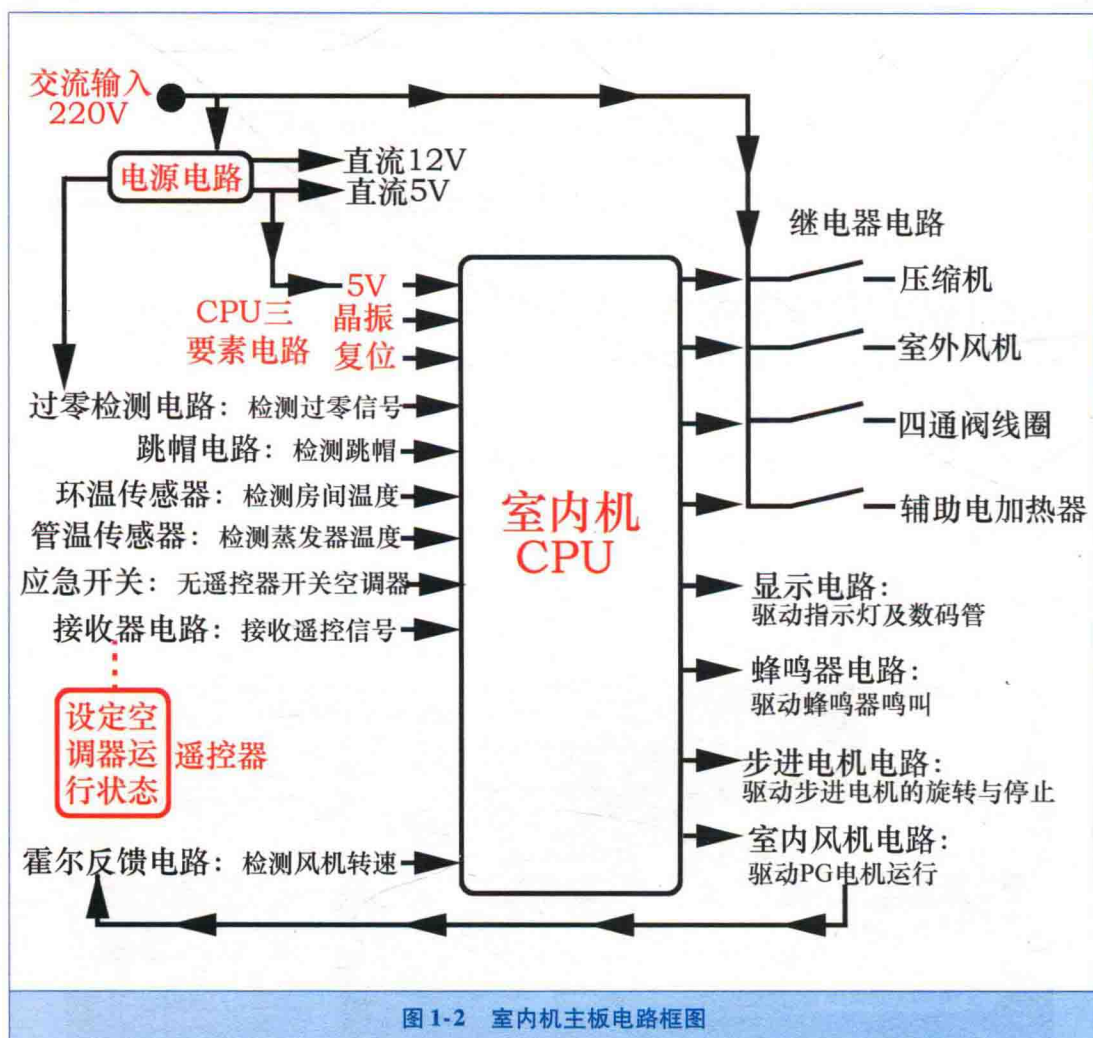 交流输入
220V
电源电路
直流12V
直流5V
继电器电路
5V
晶振
复位
CPU三
要素电路
过零检测电路：检测过零信号
跳帽电路：检测跳帽
环温传感器：检测房间温度
管温传感器：检测蒸发器温度
应急开关：无遥控器开关空调器
接收器电路：接收遥控信号
设定空
调器运
行状态
遥控器
霍尔反馈电路：检测风机转速
室内机
CPU
压缩机
室外风机
四通阀线圈
辅助电加热器
显示电路：
驱动指示灯及数码管
蜂鸣器电路：
驱动蜂鸣器鸣叫
步进电机电路：
驱动步进电机的旋转与停止
室内风机电路：
驱动PG电机运行
图1-2 室内机主板电路框图